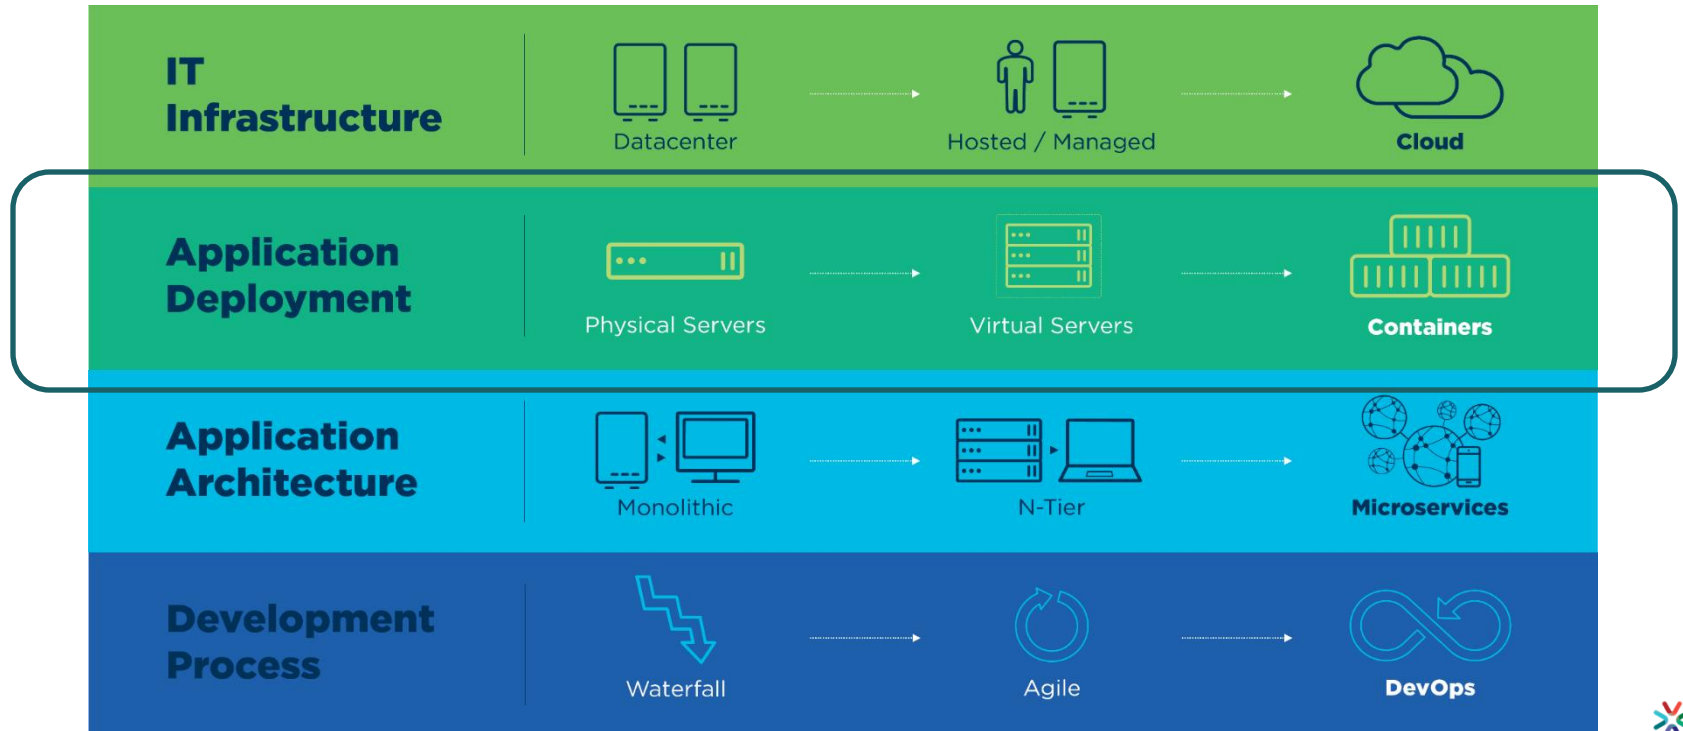 IT
Infrastructure
Datacenter
Hosted / Managed
Cloud
Application
Deployment
Physical Servers
Virtual Servers
Containers
Application
Architecture
Monolithic
N-Tier
Microservices
Development
Process
Waterfall
Agile
DevOps